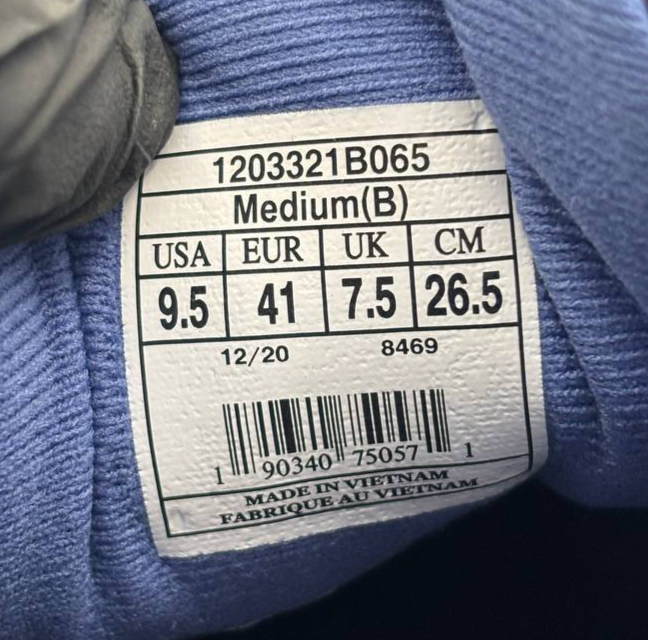 1203321B065
Medium(B)
USA EUR UK CM
9.5 41 7.5 26.5
12/20 8469
1 90340 75057 1
MADE IN VIETNAM
FABRIQUE AU VIETNAM